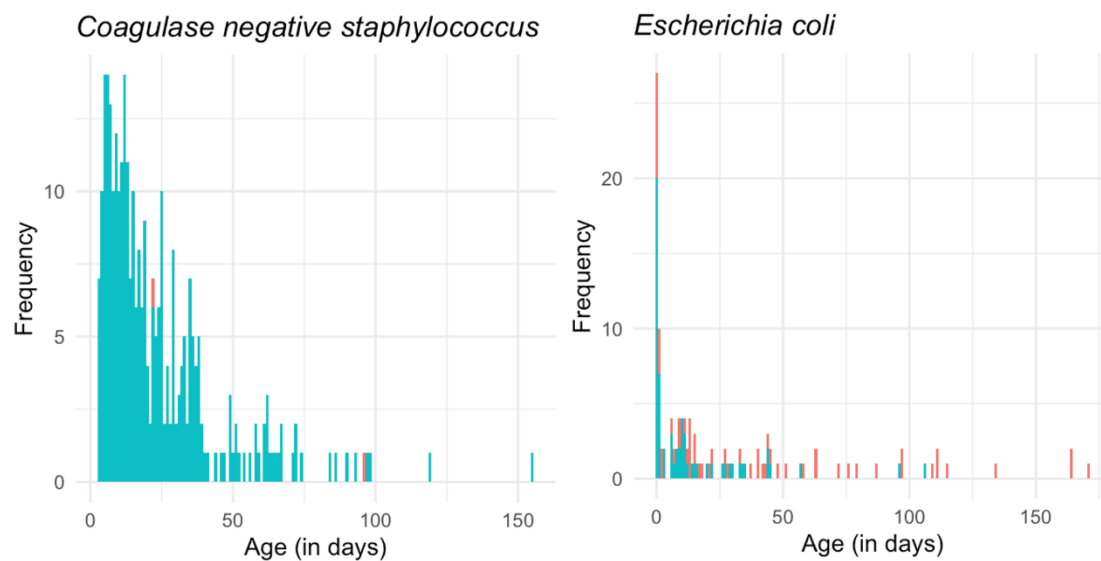 Coagulase negative staphylococcus
Frequency
10
5
0
0 50 100 150
Age (in days)
Escherichia coli
Frequency
20
10
0
0 50 100 150
Age (in days)